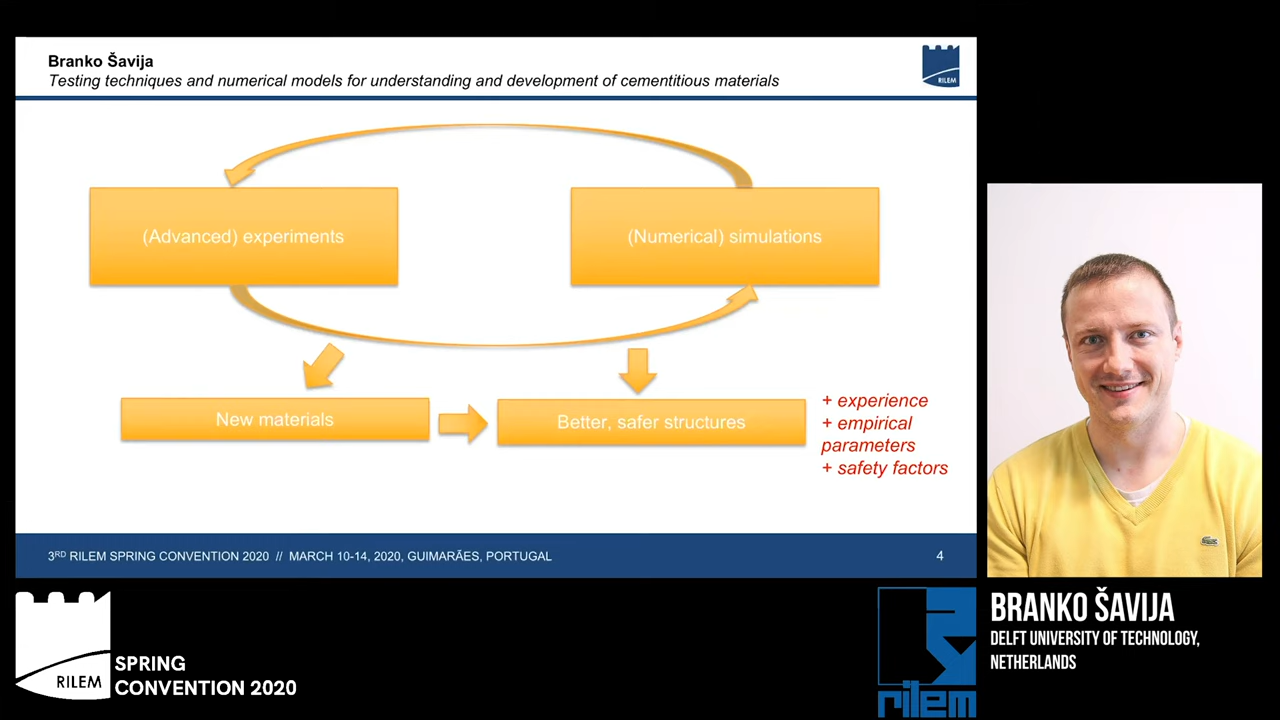 Branko Šavija
Testing techniques and numerical models for understanding and development of cementitious materials
RILEM
(Advanced) experiments
(Numerical) simulations
New materials
Better, safer structures
+ experience
+ empirical
parameters
+ safety factors
3RD RILEM SPRING CONVENTION 2020 // MARCH 10-14, 2020, GUIMARÃES, PORTUGAL
4
RILEM
SPRING
CONVENTION 2020
rilem
BRANKO ŠAVIJA
DELFT UNIVERSITY OF TECHNOLOGY,
NETHERLANDS